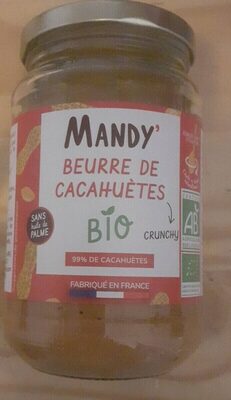 MANDY'
BEURRE DE
CACAHUÈTES
BIO
CRUNCHY
SANS
huile de
PALME
AB
99% DE CACAHUÈTES
FABRIQUÉ EN FRANCE